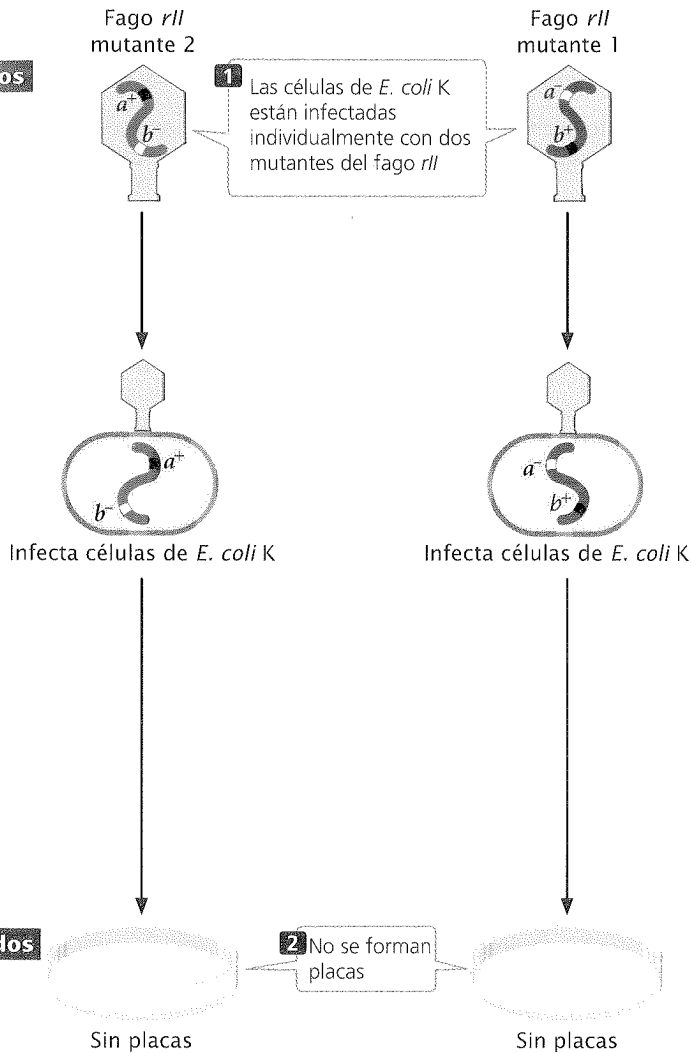 Fago rII
mutante 2
Fago rII
mutante 1
os
1 Las células de E. coli K
están infectadas
individualmente con dos
mutantes del fago rII
a+
b-
a-
b+
a+
b-
a-
b+
Infecta células de E. coli K
Infecta células de E. coli K
dos
2 No se forman
placas
Sin placas
Sin placas